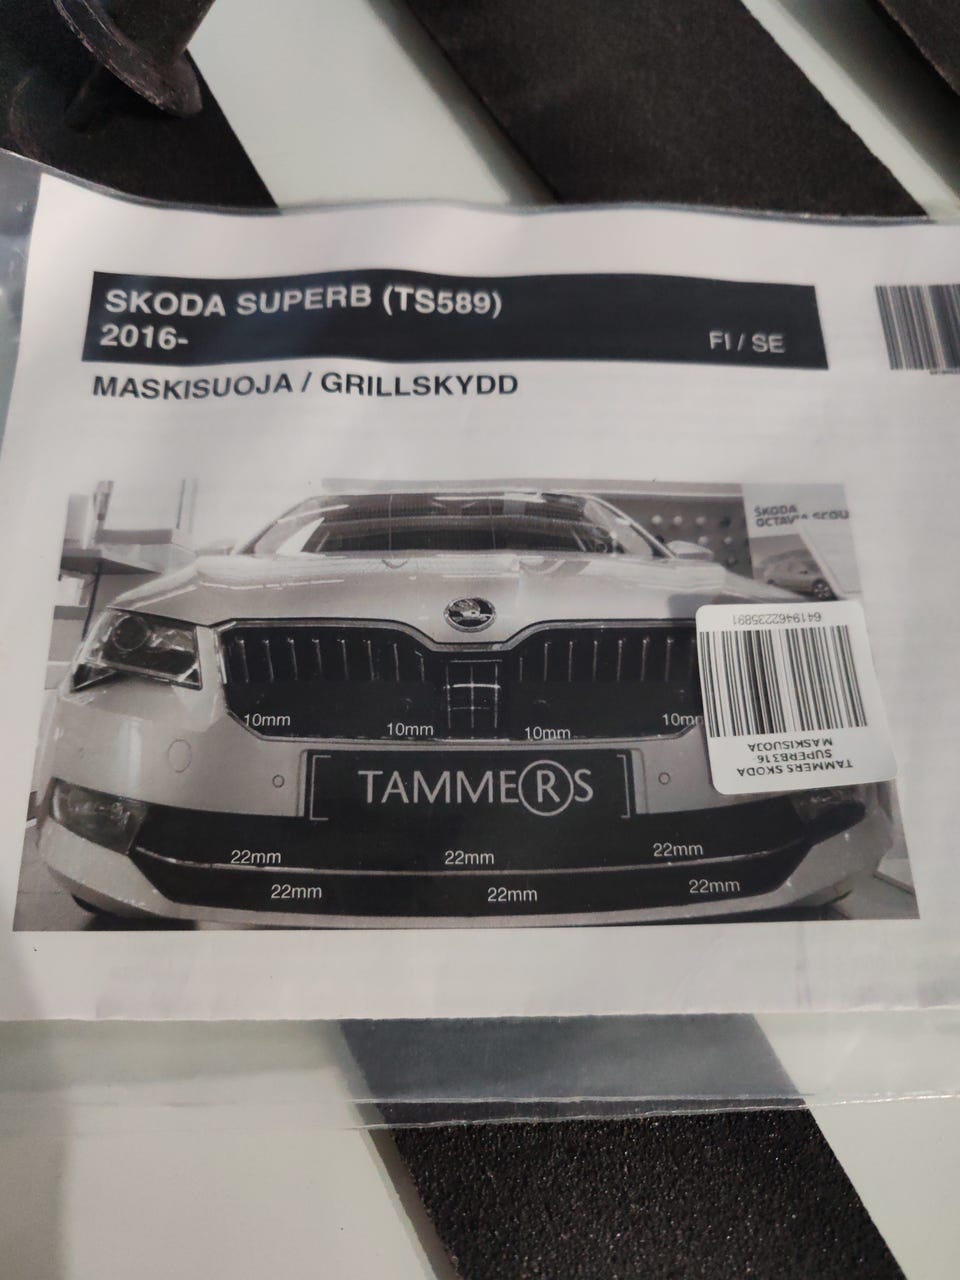 SKODA SUPERB (TS589)
2016-
FI / SE
MASKISUOJA / GRILLSKYDD
ŠKODA
OCTAVIA SCOU
6419462235891
TAMMERS SKODA
SUPERB316-
MASKISUOJA
10mm
10mm
10mm
10mm
TAMMERS
22mm
22mm
22mm
22mm
22mm
22mm